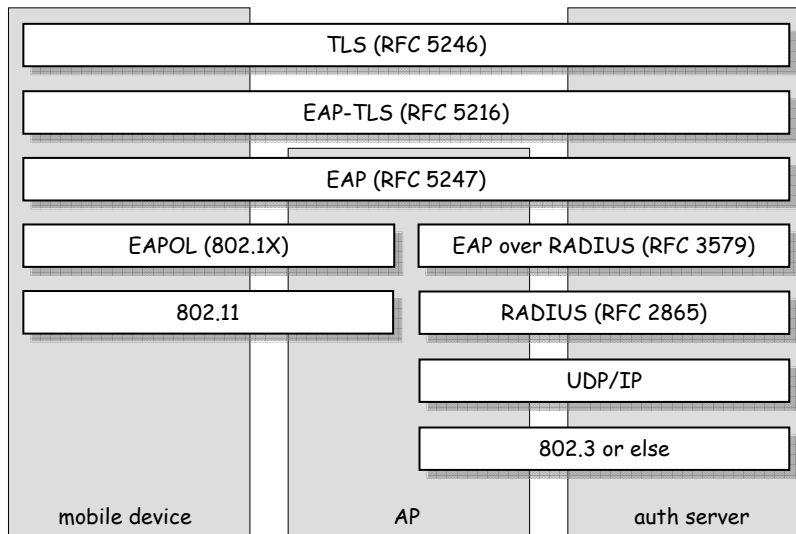 TLS (RFC 5246)
EAP-TLS (RFC 5216)
EAP (RFC 5247)
EAPOL (802.1X)
EAP over RADIUS (RFC 3579)
802.11
RADIUS (RFC 2865)
UDP/IP
802.3 or else
mobile device
AP
auth server